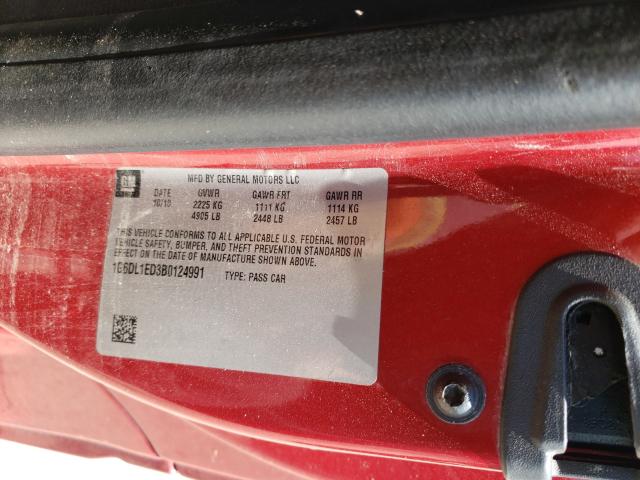 GM
MFD BY GENERAL MOTORS LLC
DATE GVWR GAWR FRT GAWR RR
10/10 2225 KG 1111 KG 1114 KG
4905 LB 2448 LB 2457 LB
THIS VEHICLE CONFORMS TO ALL APPLICABLE U.S. FEDERAL MOTOR
VEHICLE SAFETY, BUMPER, AND THEFT PREVENTION STANDARDS IN
EFFECT ON THE DATE OF MANUFACTURE SHOWN ABOVE.
1G6DL1ED3B0124991 TYPE: PASS CAR